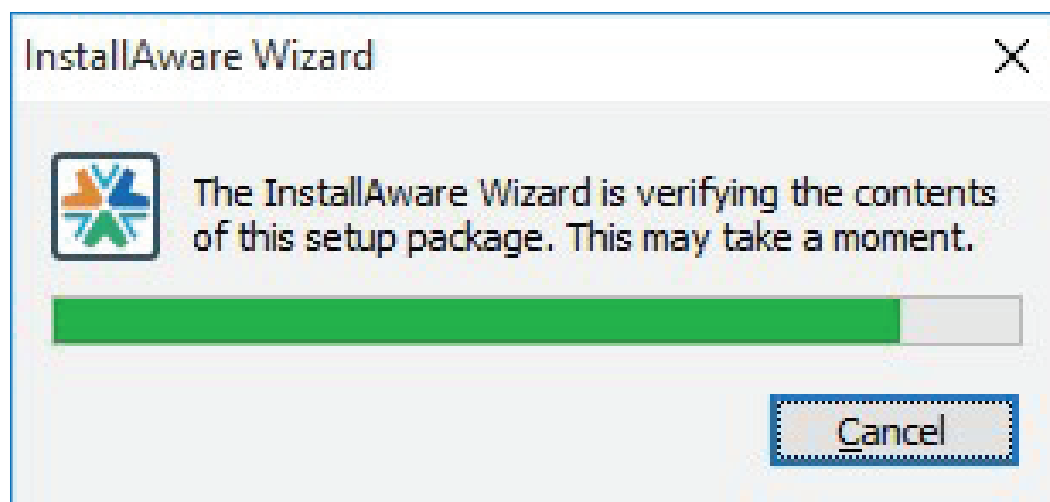 InstallAware Wizard
The InstallAware Wizard is verifying the contents
of this setup package. This may take a moment.
Cancel